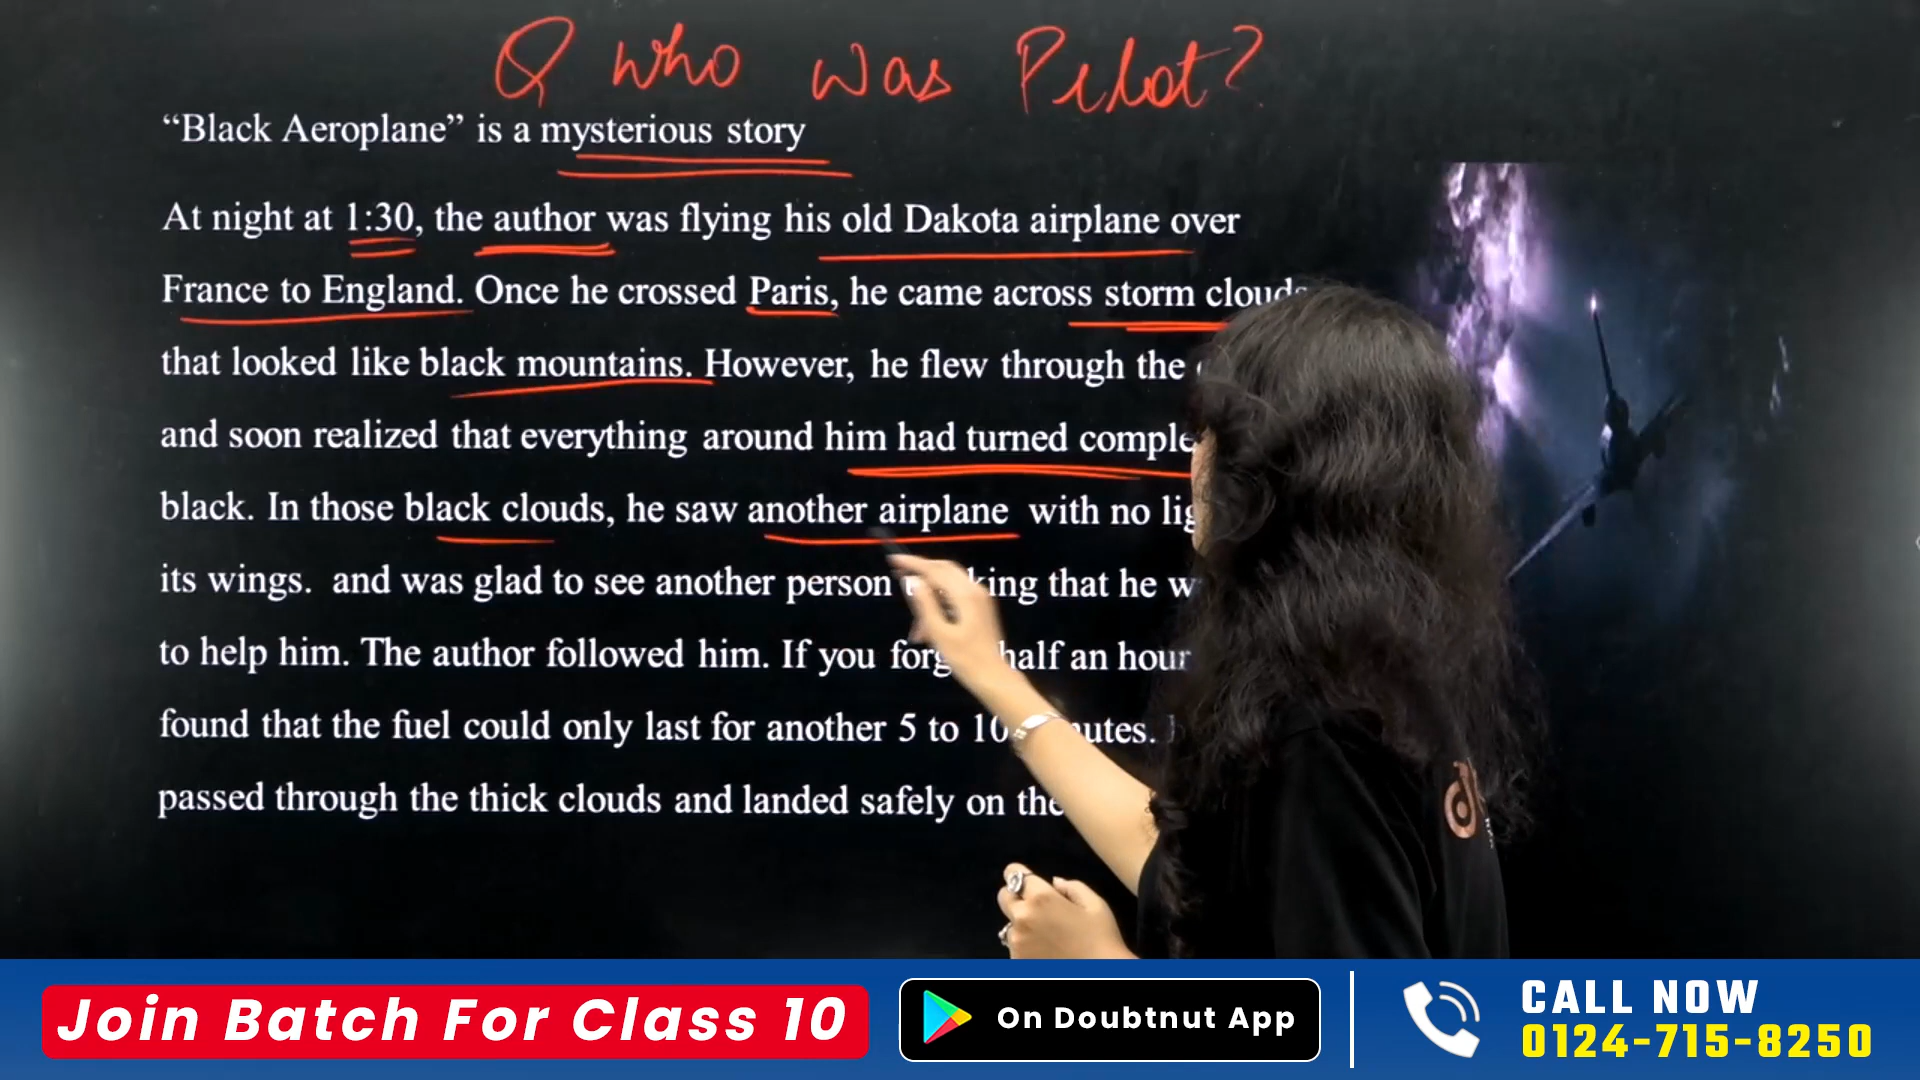 Q who was Pilot?
“Black Aeroplane” is a mysterious story
At night at 1:30, the author was flying his old Dakota airplane over
France to England. Once he crossed Paris, he came across storm clouds
that looked like black mountains. However, he flew through the
and soon realized that everything around him had turned
black. In those black clouds, he saw another airplane with no
its wings. and was glad to see another person that he
to help him. The author followed him. If you half an hour
found that the fuel could only last for another 5 to 10
passed through the thick clouds and landed safely on the
Join Batch For Class 10
On Doubtnut App
CALL NOW
0124-715-8250